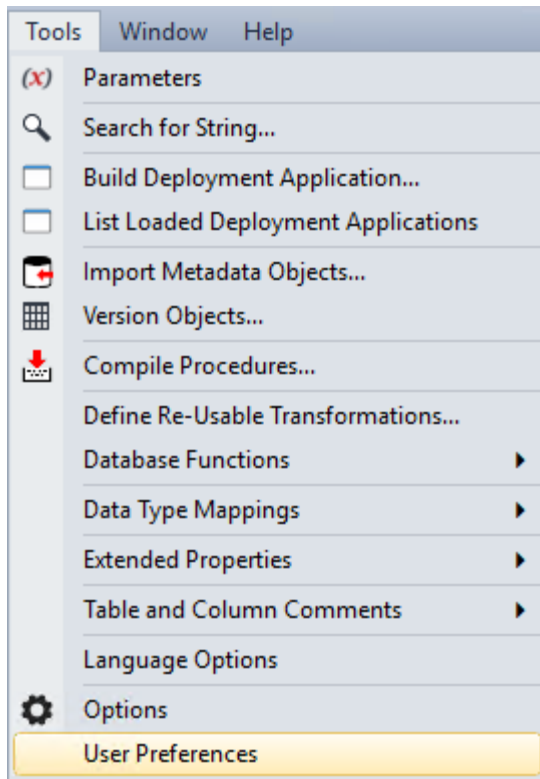 Tools Window Help
(x) Parameters
Search for String...
Build Deployment Application...
List Loaded Deployment Applications
Import Metadata Objects...
Version Objects...
Compile Procedures...
Define Re-Usable Transformations...
Database Functions
Data Type Mappings
Extended Properties
Table and Column Comments
Language Options
Options
User Preferences